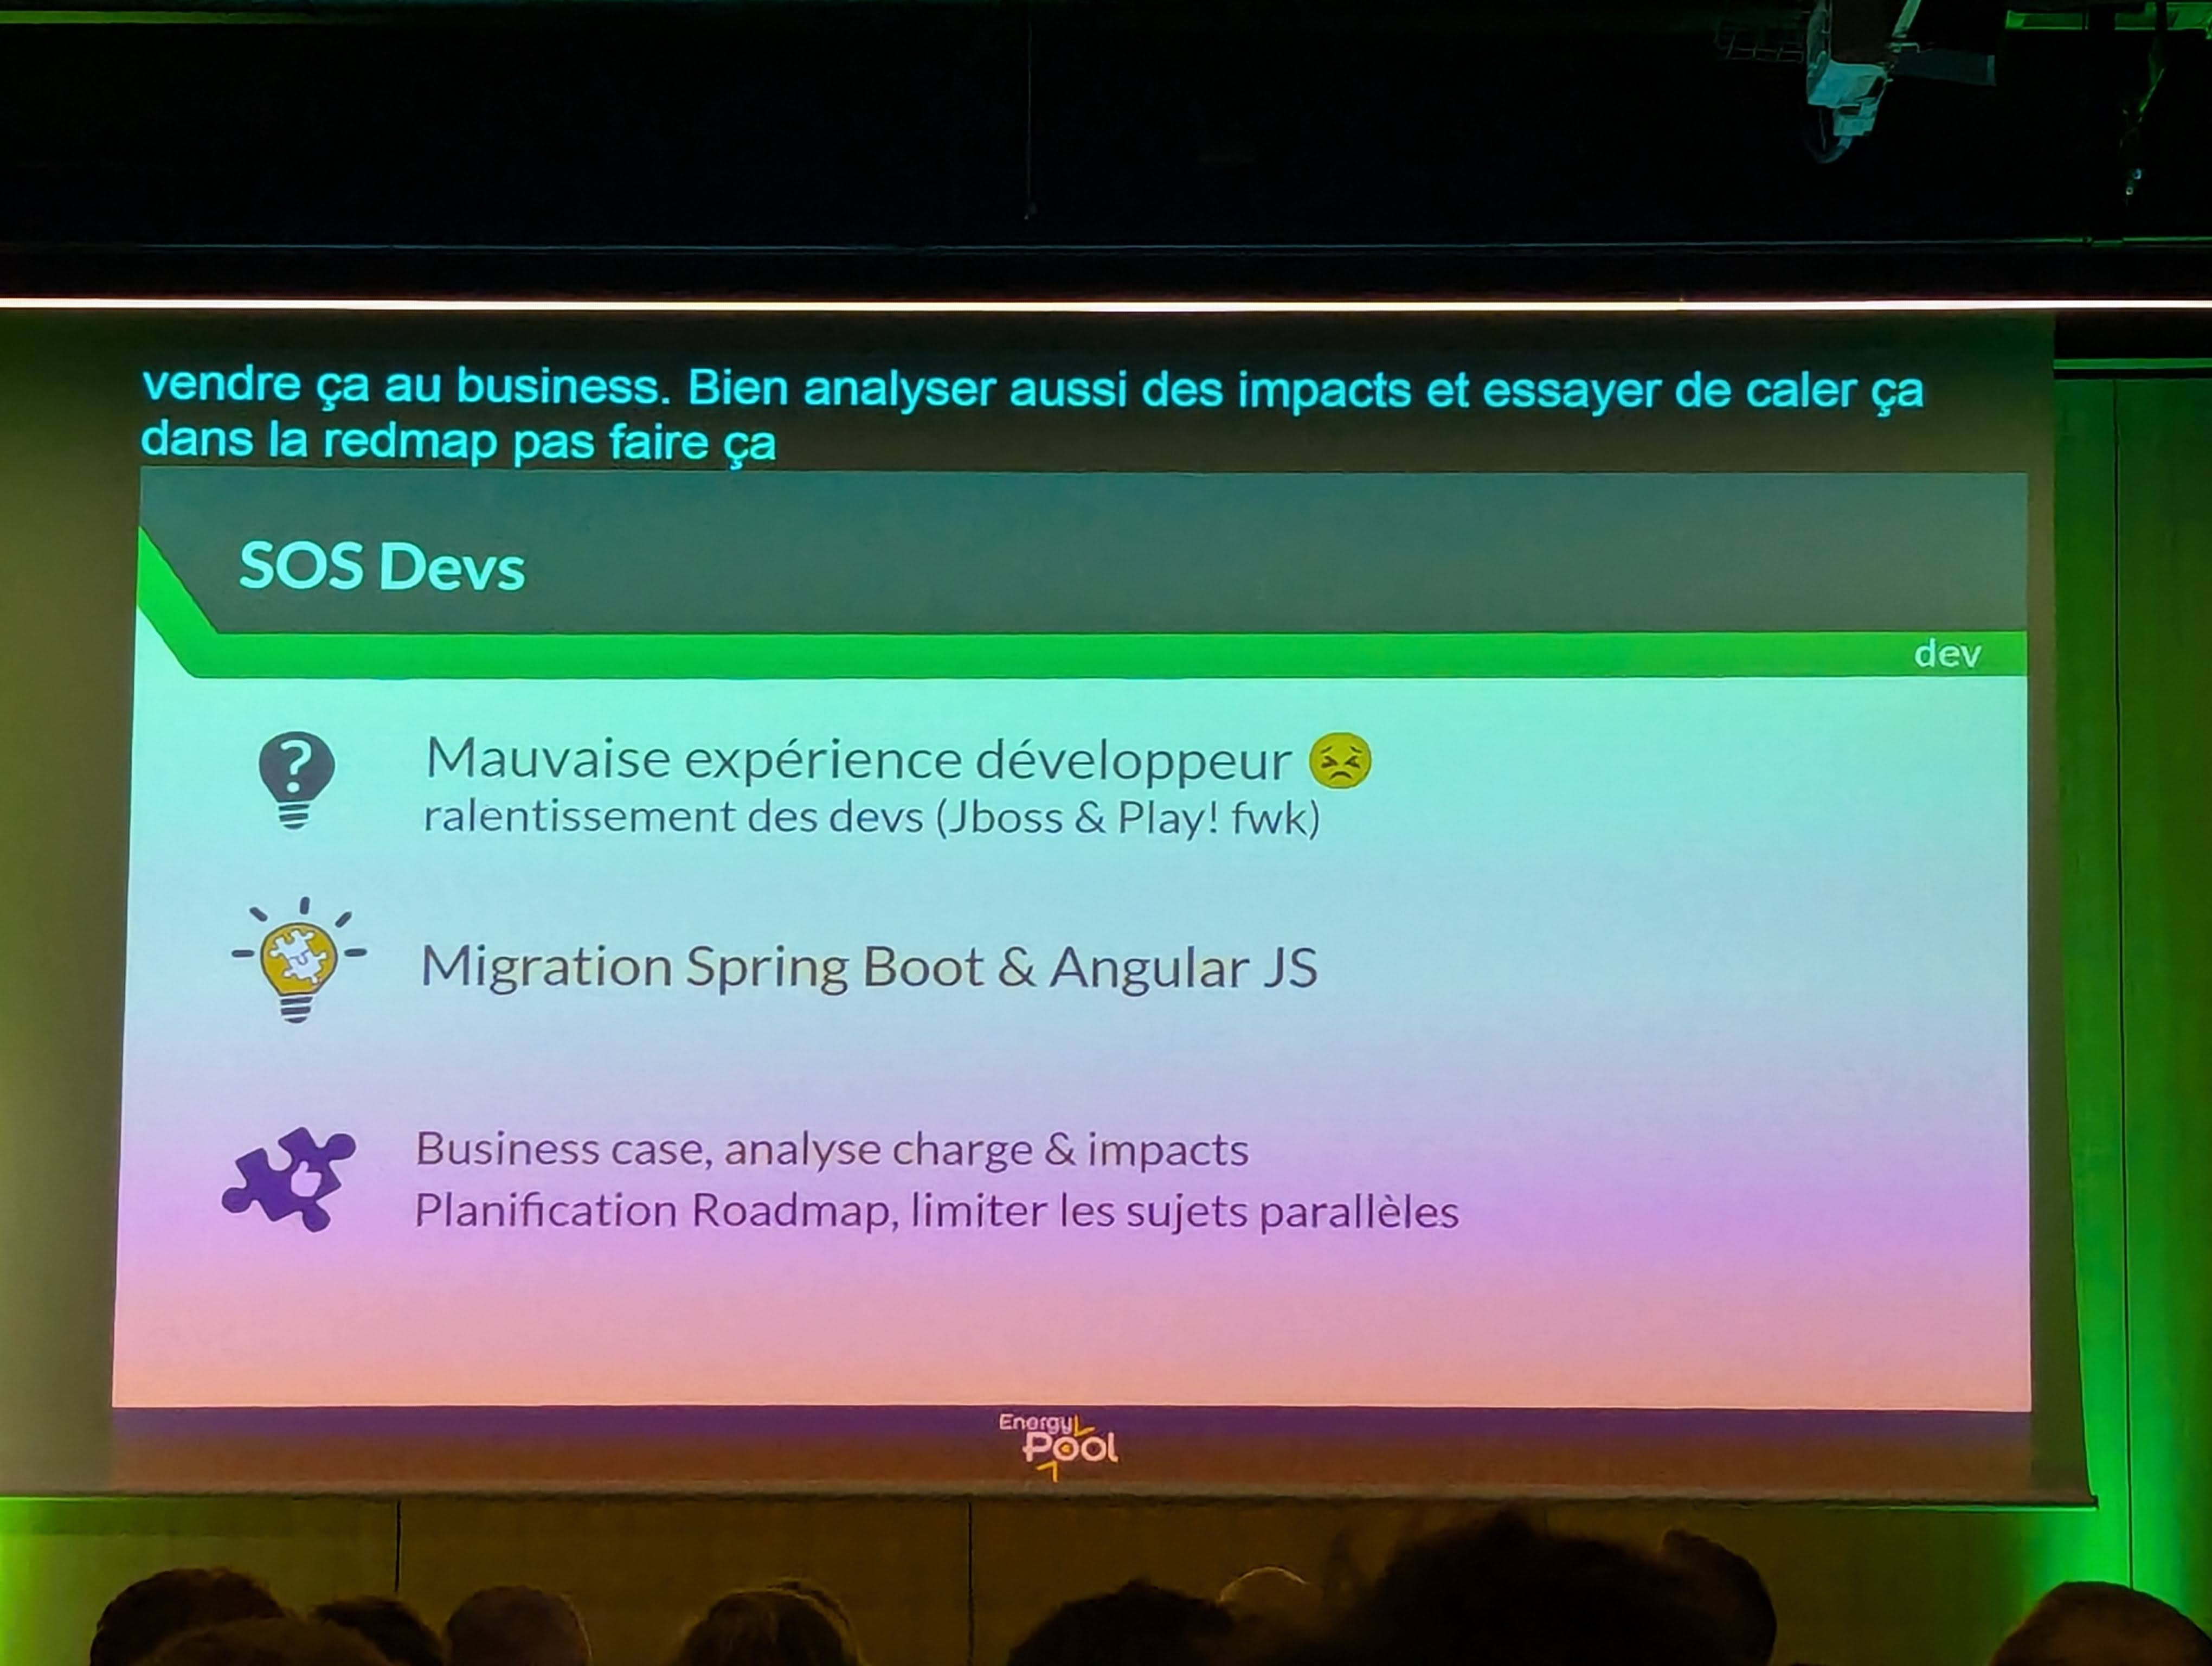 vendre ça au business. Bien analyser aussi des impacts et essayer de caler ça
dans la redmap pas faire ça
SOS Devs
dev
?
Mauvaise expérience développeur 😣
ralentissement des devs (Jboss & Play! fwk)
Migration Spring Boot & Angular JS
Business case, analyse charge & impacts
Planification Roadmap, limiter les sujets parallèles
Energy
Pool